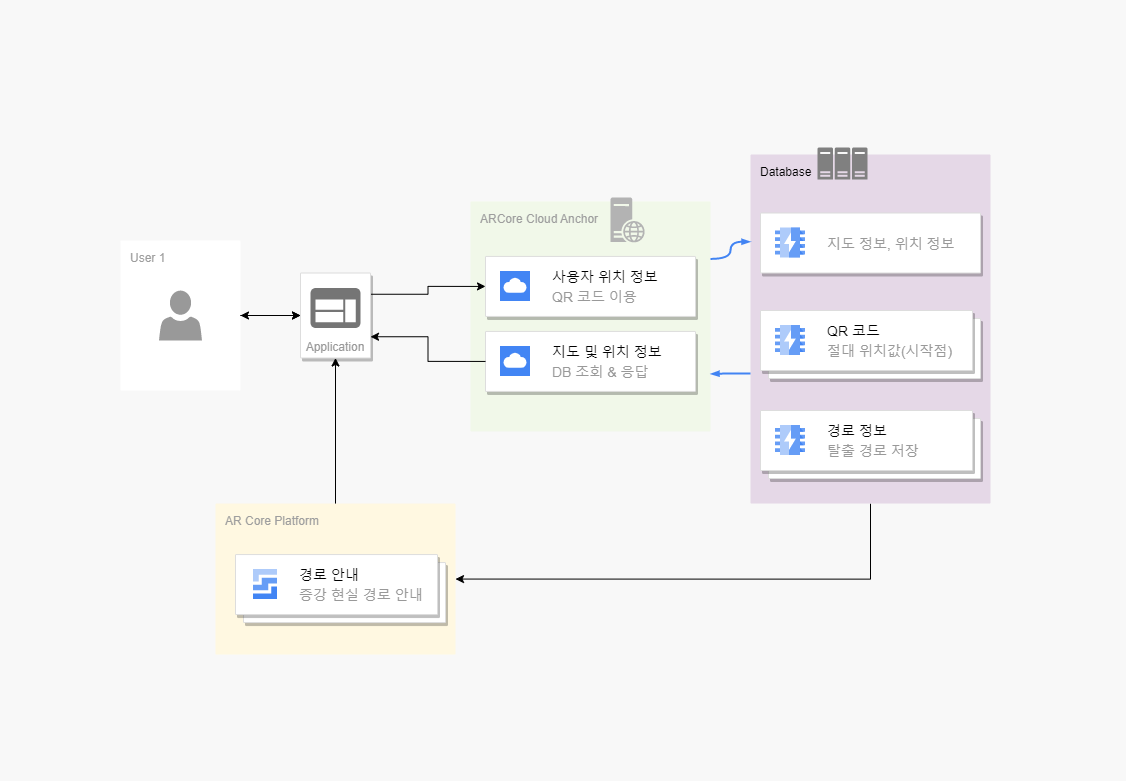 User 1
Application
ARCore Cloud Anchor
사용자 위치 정보
QR 코드 이용
지도 및 위치 정보
DB 조회 & 응답
Database
지도 정보, 위치 정보
QR 코드
절대 위치값(시작점)
경로 정보
탈출 경로 저장
AR Core Platform
경로 안내
증강 현실 경로 안내